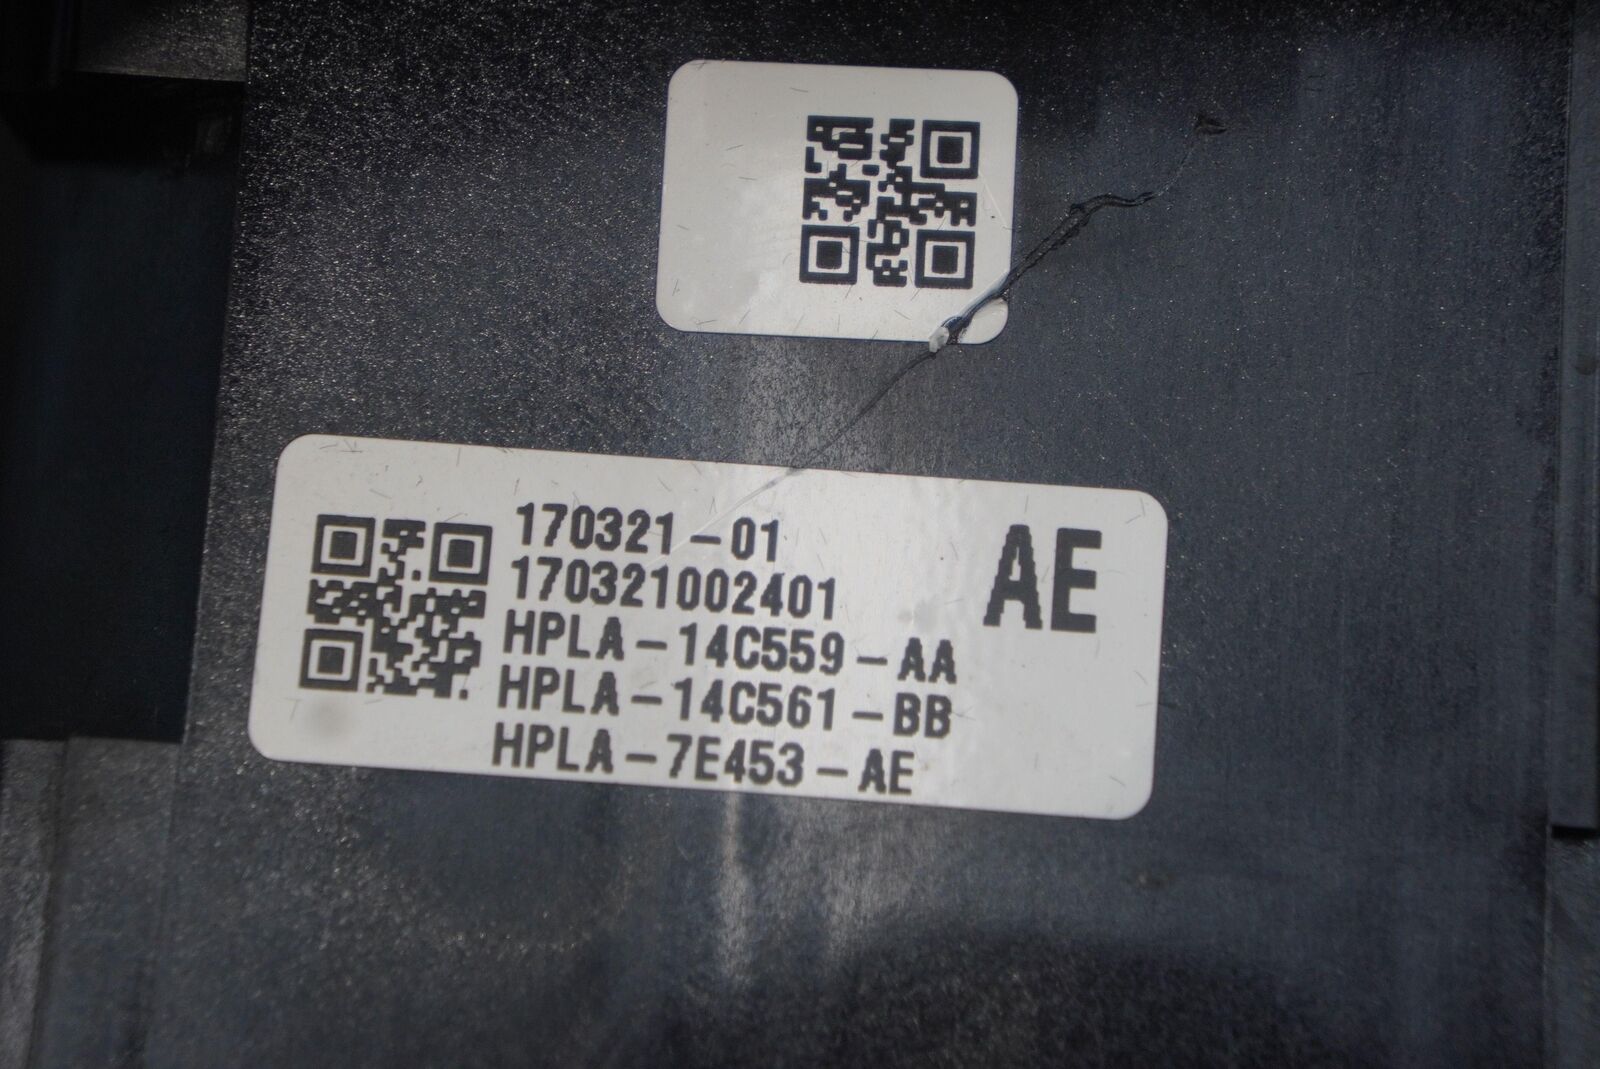 170321-01
AE
170321002401
HPLA-14C559-AA
HPLA-14C561-BB
HPLA-7E453-AE